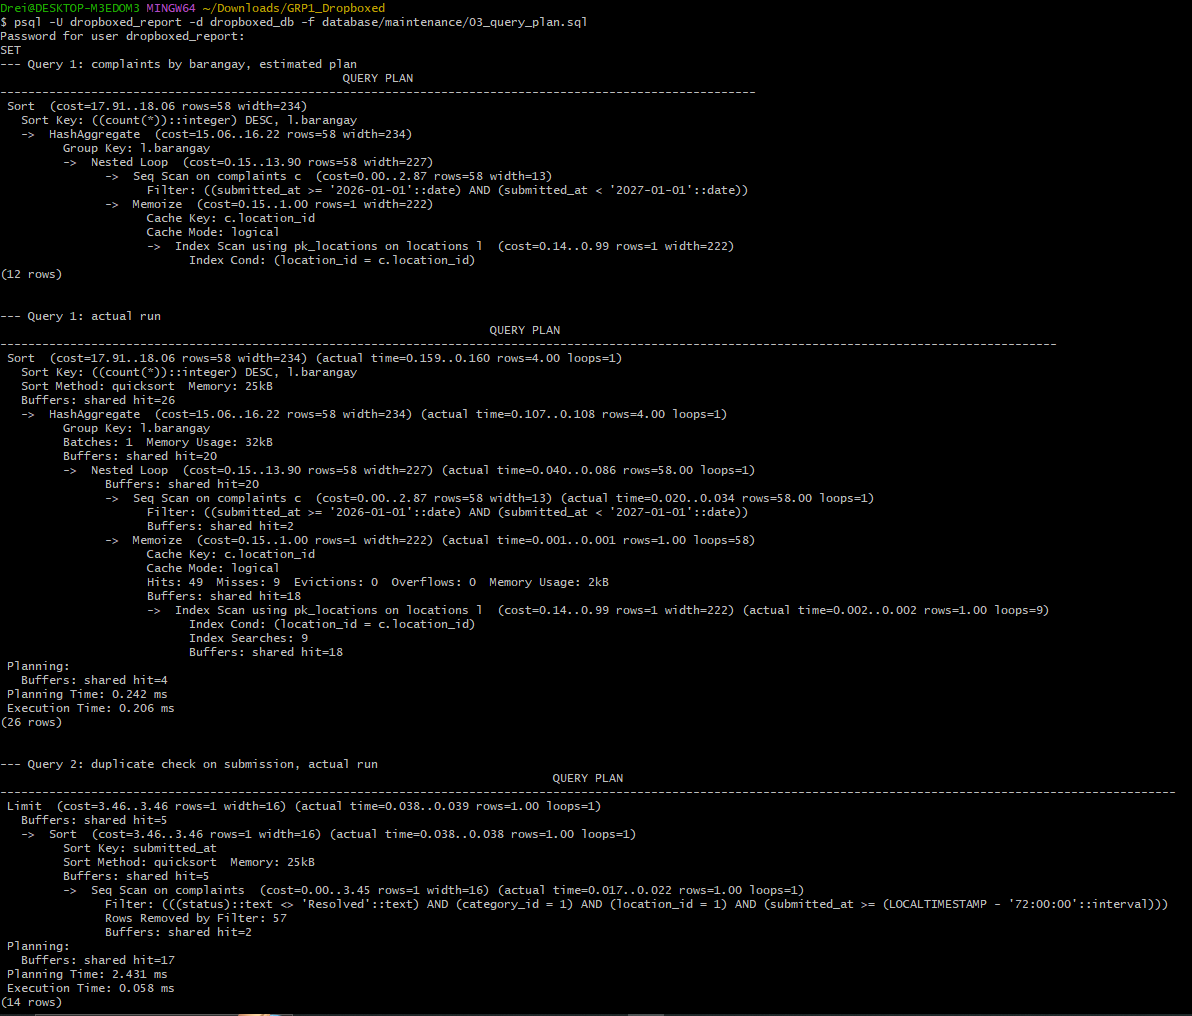 Drei@DESKTOP-M3EDOM3 MINGW64 ~/Downloads/GRP1_Dropboxed
$ psql -U dropboxed_report -d dropboxed_db -f database/maintenance/03_query_plan.sql
Password for user dropboxed_report:
SET
--- Query 1: complaints by barangay, estimated plan
QUERY PLAN
------------------------------------------------------------------------------------------------------------
Sort  (cost=17.91..18.06 rows=58 width=234)
  Sort Key: ((count(*))::integer) DESC, l.barangay
  ->  HashAggregate  (cost=15.06..16.22 rows=58 width=234)
        Group Key: l.barangay
        ->  Nested Loop  (cost=0.15..13.90 rows=58 width=227)
              ->  Seq Scan on complaints c  (cost=0.00..2.87 rows=58 width=13)
                    Filter: ((submitted_at >= '2026-01-01'::date) AND (submitted_at < '2027-01-01'::date))
              ->  Memoize  (cost=0.15..1.00 rows=1 width=222)
                    Cache Key: c.location_id
                    Cache Mode: logical
                    ->  Index Scan using pk_locations on locations l  (cost=0.14..0.99 rows=1 width=222)
                          Index Cond: (location_id = c.location_id)
(12 rows)
--- Query 1: actual run
QUERY PLAN
-------------------------------------------------------------------------------------------------------------------------------------------------------
Sort  (cost=17.91..18.06 rows=58 width=234) (actual time=0.159..0.160 rows=4.00 loops=1)
  Sort Key: ((count(*))::integer) DESC, l.barangay
  Sort Method: quicksort  Memory: 25kB
  Buffers: shared hit=26
  ->  HashAggregate  (cost=15.06..16.22 rows=58 width=234) (actual time=0.107..0.108 rows=4.00 loops=1)
        Group Key: l.barangay
        Batches: 1  Memory Usage: 32kB
        Buffers: shared hit=20
        ->  Nested Loop  (cost=0.15..13.90 rows=58 width=227) (actual time=0.040..0.086 rows=58.00 loops=1)
              Buffers: shared hit=20
              ->  Seq Scan on complaints c  (cost=0.00..2.87 rows=58 width=13) (actual time=0.020..0.034 rows=58.00 loops=1)
                    Filter: ((submitted_at >= '2026-01-01'::date) AND (submitted_at < '2027-01-01'::date))
                    Buffers: shared hit=2
              ->  Memoize  (cost=0.15..1.00 rows=1 width=222) (actual time=0.001..0.001 rows=1.00 loops=58)
                    Cache Key: c.location_id
                    Cache Mode: logical
                    Hits: 49  Misses: 9  Evictions: 0  Overflows: 0  Memory Usage: 2kB
                    Buffers: shared hit=18
                    ->  Index Scan using pk_locations on locations l  (cost=0.14..0.99 rows=1 width=222) (actual time=0.002..0.002 rows=1.00 loops=9)
                          Index Cond: (location_id = c.location_id)
                          Index Searches: 9
                          Buffers: shared hit=18
Planning:
  Buffers: shared hit=4
Planning Time: 0.242 ms
Execution Time: 0.206 ms
(26 rows)
--- Query 2: duplicate check on submission, actual run
QUERY PLAN
------------------------------------------------------------------------------------------------------------------------------------------------------------------------
Limit  (cost=3.46..3.46 rows=1 width=16) (actual time=0.038..0.039 rows=1.00 loops=1)
  Buffers: shared hit=5
  ->  Sort  (cost=3.46..3.46 rows=1 width=16) (actual time=0.038..0.038 rows=1.00 loops=1)
        Sort Key: submitted_at
        Sort Method: quicksort  Memory: 25kB
        Buffers: shared hit=5
        ->  Seq Scan on complaints  (cost=0.00..3.45 rows=1 width=16) (actual time=0.017..0.022 rows=1.00 loops=1)
              Filter: (((status)::text <> 'Resolved'::text) AND (category_id = 1) AND (location_id = 1) AND (submitted_at >= (LOCALTIMESTAMP - '72:00:00'::interval)))
              Rows Removed by Filter: 57
              Buffers: shared hit=2
Planning:
  Buffers: shared hit=17
Planning Time: 2.431 ms
Execution Time: 0.058 ms
(14 rows)